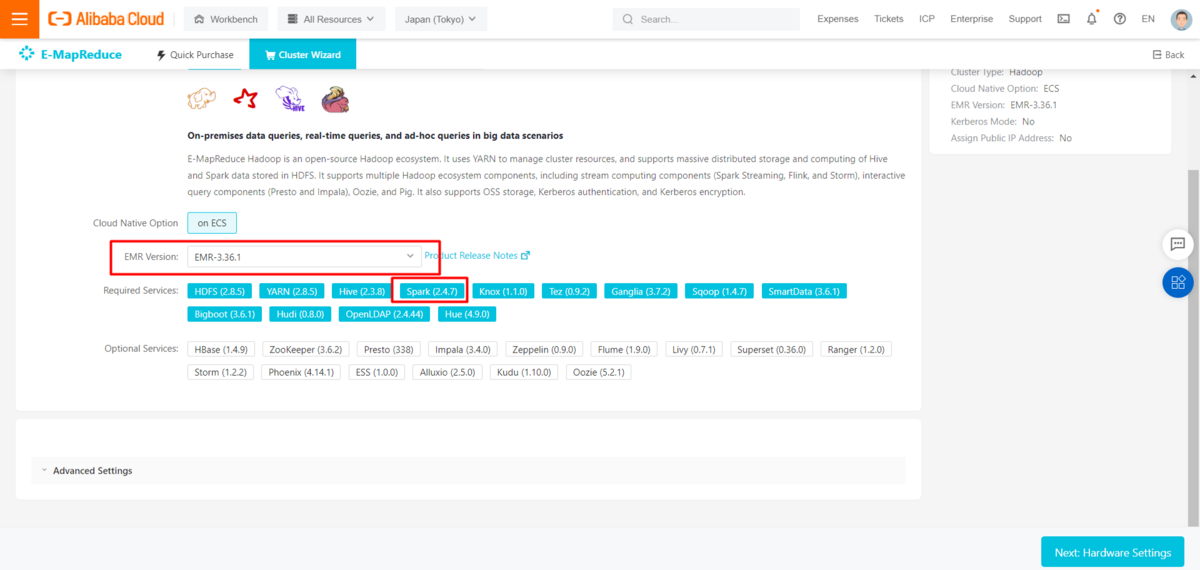 Alibaba Cloud Workbench All Resources Japan (Tokyo) Search... Expenses Tickets ICP Enterprise Support EN
E-MapReduce Quick Purchase Cluster Wizard Back
Cluster Type: Hadoop
Cloud Native Option: ECS
EMR Version: EMR-3.36.1
Kerberos Mode: No
Assign Public IP Address: No
HIVE
On-premises data queries, real-time queries, and ad-hoc queries in big data scenarios
E-MapReduce Hadoop is an open-source Hadoop ecosystem. It uses YARN to manage cluster resources, and supports massive distributed storage and computing of Hive
and Spark data stored in HDFS. It supports multiple Hadoop ecosystem components, including stream computing components (Spark Streaming, Flink, and Storm), interactive
query components (Presto and Impala), Oozie, and Pig. It also supports OSS storage, Kerberos authentication, and Kerberos encryption.
Cloud Native Option on ECS
EMR Version: EMR-3.36.1 Product Release Notes
Required Services: HDFS (2.8.5) YARN (2.8.5) Hive (2.3.8) Spark (2.4.7) Knox (1.1.0) Tez (0.9.2) Ganglia (3.7.2) Sqoop (1.4.7) SmartData (3.6.1)
Bigboot (3.6.1) Hudi (0.8.0) OpenLDAP (2.4.44) Hue (4.9.0)
Optional Services: HBase (1.4.9) ZooKeeper (3.6.2) Presto (338) Impala (3.4.0) Zeppelin (0.9.0) Flume (1.9.0) Livy (0.7.1) Superset (0.36.0) Ranger (1.2.0)
Storm (1.2.2) Phoenix (4.14.1) ESS (1.0.0) Alluxio (2.5.0) Kudu (1.10.0) Oozie (5.2.1)
Advanced Settings
Next: Hardware Settings